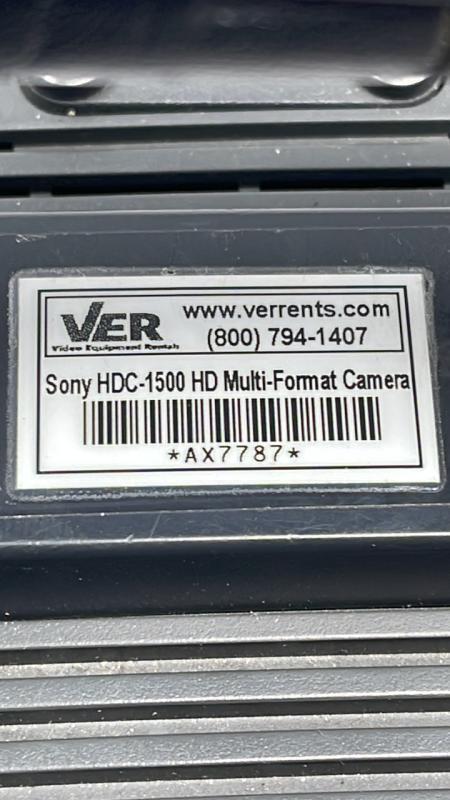 VER
Video Equipment Rentals
www.verrents.com
(800) 794-1407
Sony HDC-1500 HD Multi-Format Camera
*AX7787*